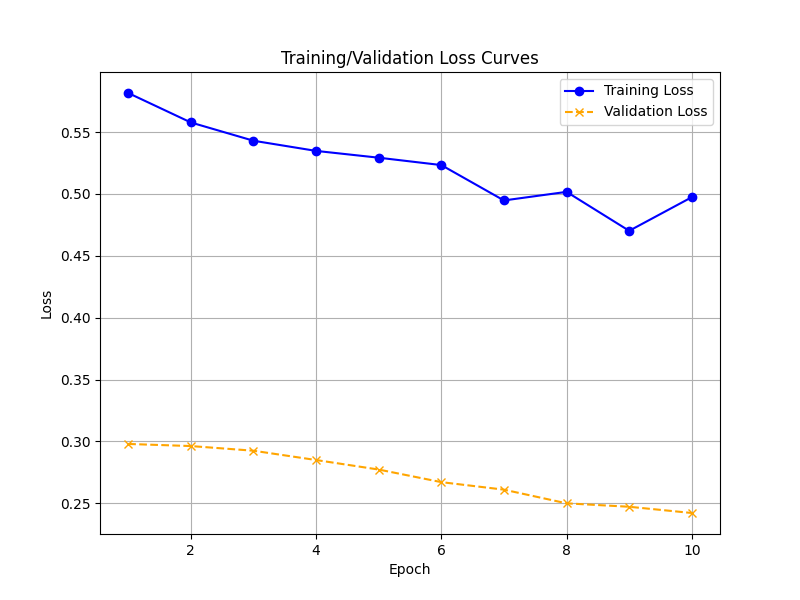 Training/Validation Loss Curves
Training Loss
Validation Loss
0.55
0.50
0.45
0.40
0.35
0.30
0.25
Loss
2
4
6
8
10
Epoch